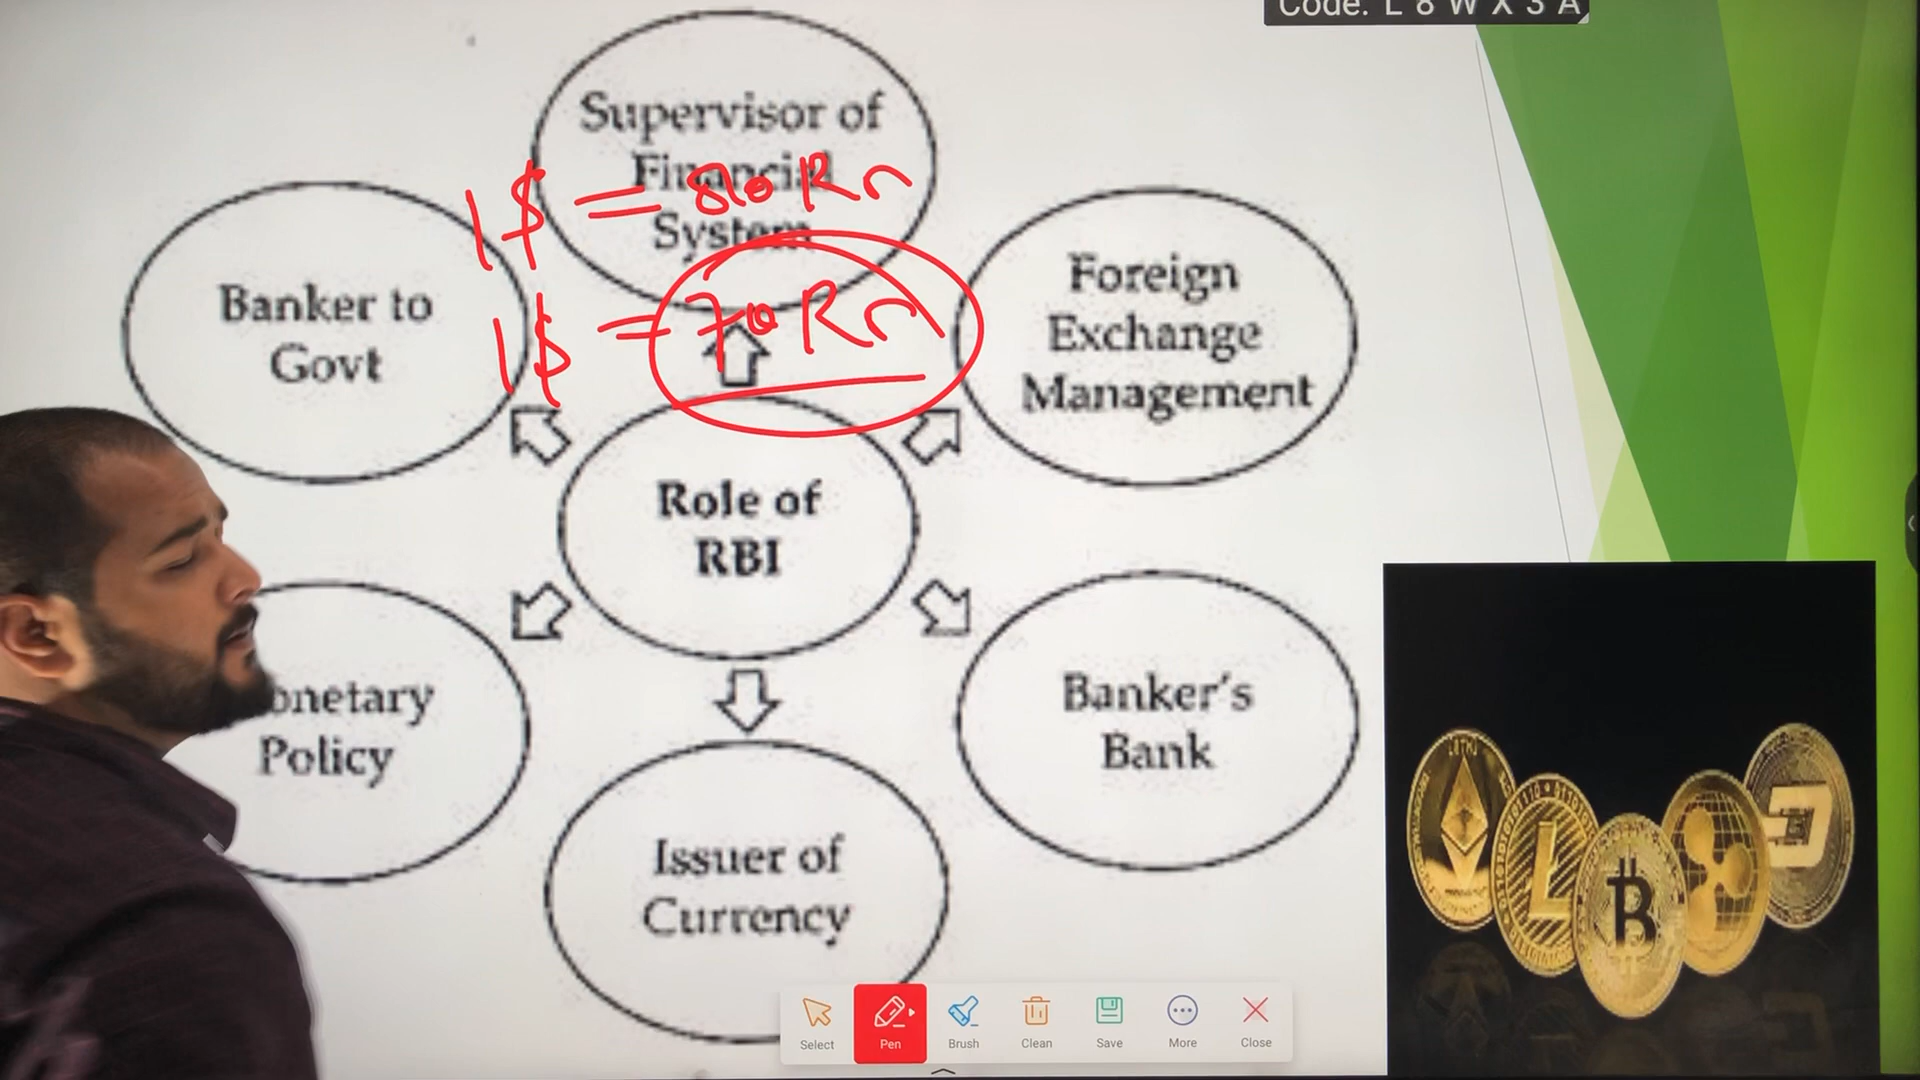 Code: L 8 W X 3 A
Supervisor of
Financial
System
1$ = 80 Rs
1$ = 70 Rs
Banker to
Govt
Foreign
Exchange
Management
Role of
RBI
onetary
Policy
Banker's
Bank
Issuer of
Currency
Select
Pen
Brush
Clean
Save
More
Close